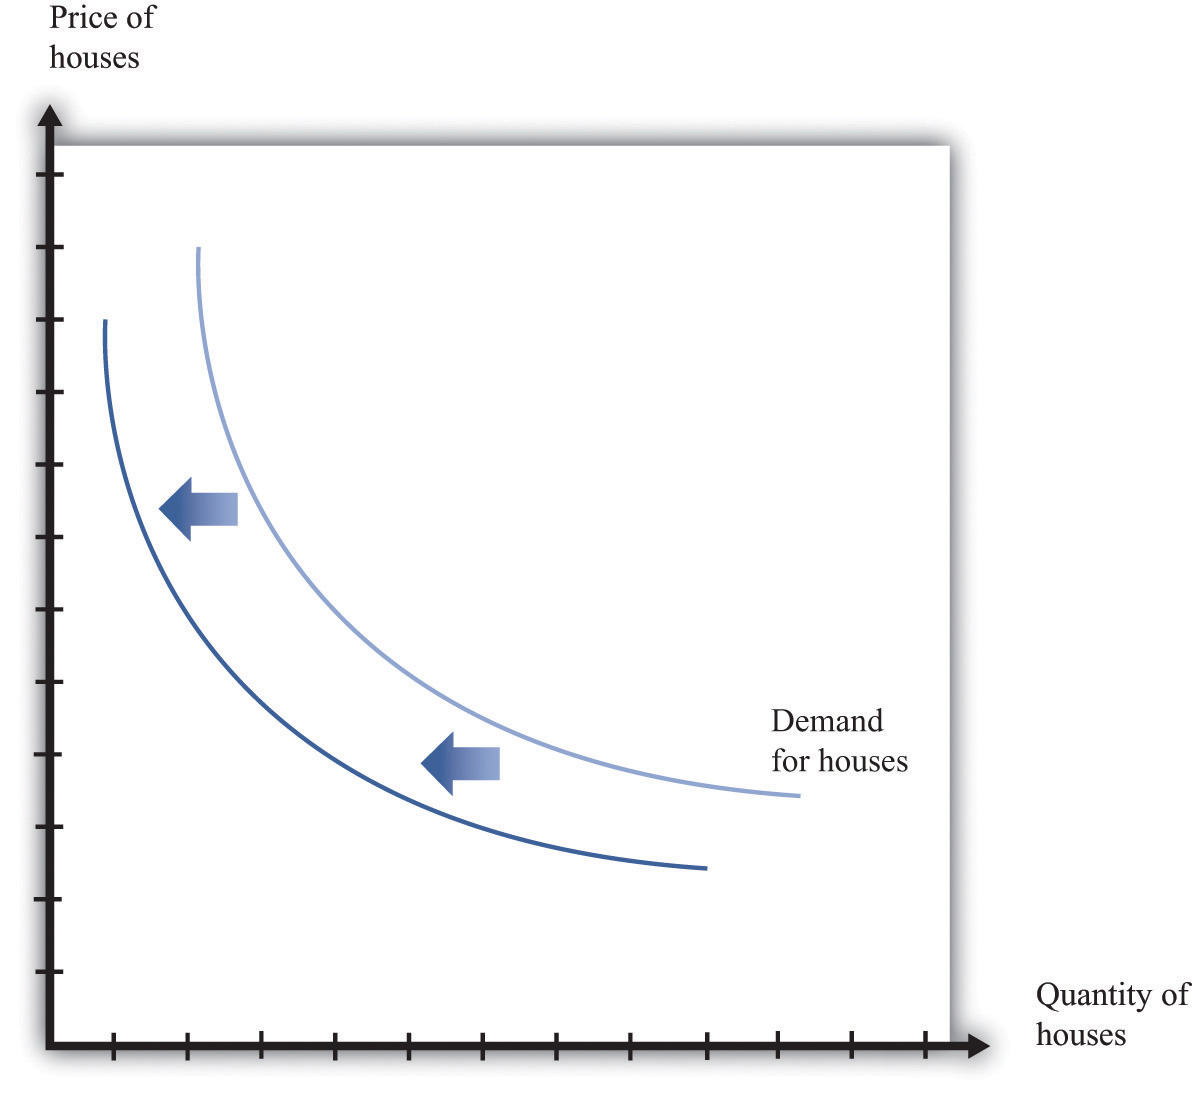 Price of
houses
Demand
for houses
Quantity of
houses